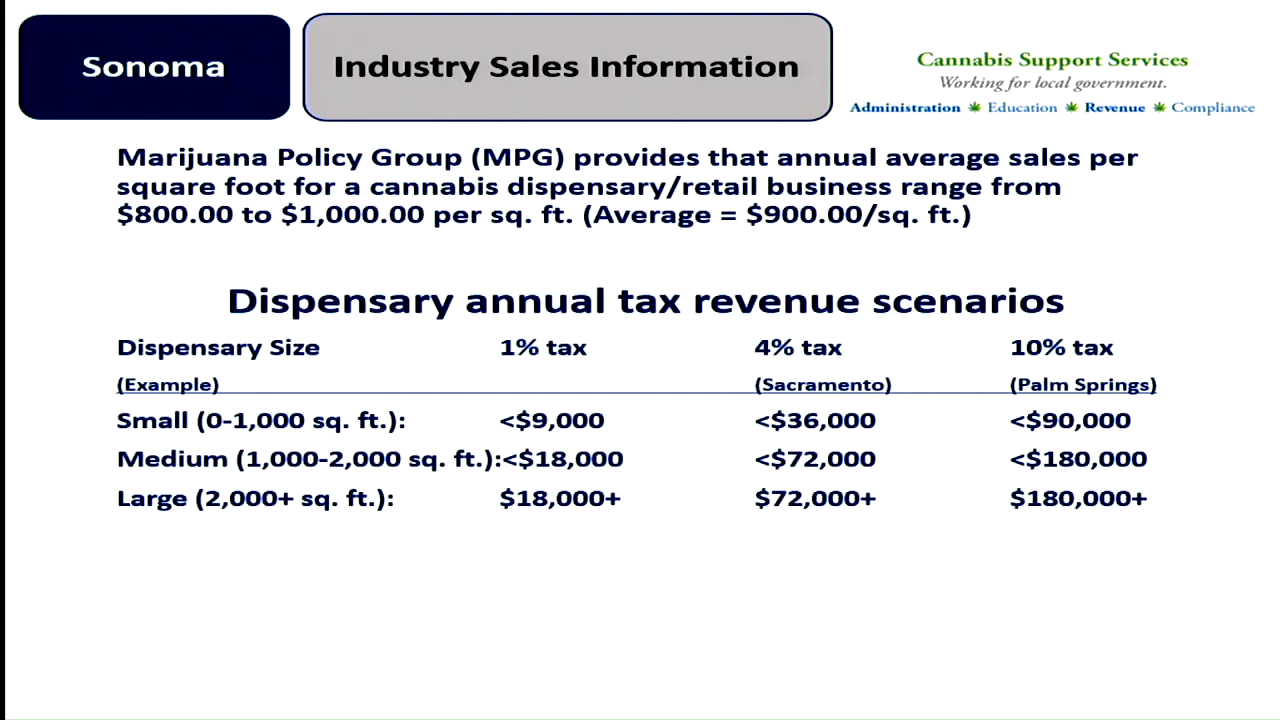 Sonoma
Industry Sales Information
Cannabis Support Services
Working for local government.
Administration Education Revenue Compliance
Marijuana Policy Group (MPG) provides that annual average sales per
square foot for a cannabis dispensary/retail business range from
$800.00 to $1,000.00 per sq. ft. (Average = $900.00/sq. ft.)
Dispensary annual tax revenue scenarios
Dispensary Size 1% tax 4% tax 10% tax
(Example) (Sacramento) (Palm Springs)
Small (0-1,000 sq. ft.): <$9,000 <$36,000 <$90,000
Medium (1,000-2,000 sq. ft.):<$18,000 <$72,000 <$180,000
Large (2,000+ sq. ft.): $18,000+ $72,000+ $180,000+